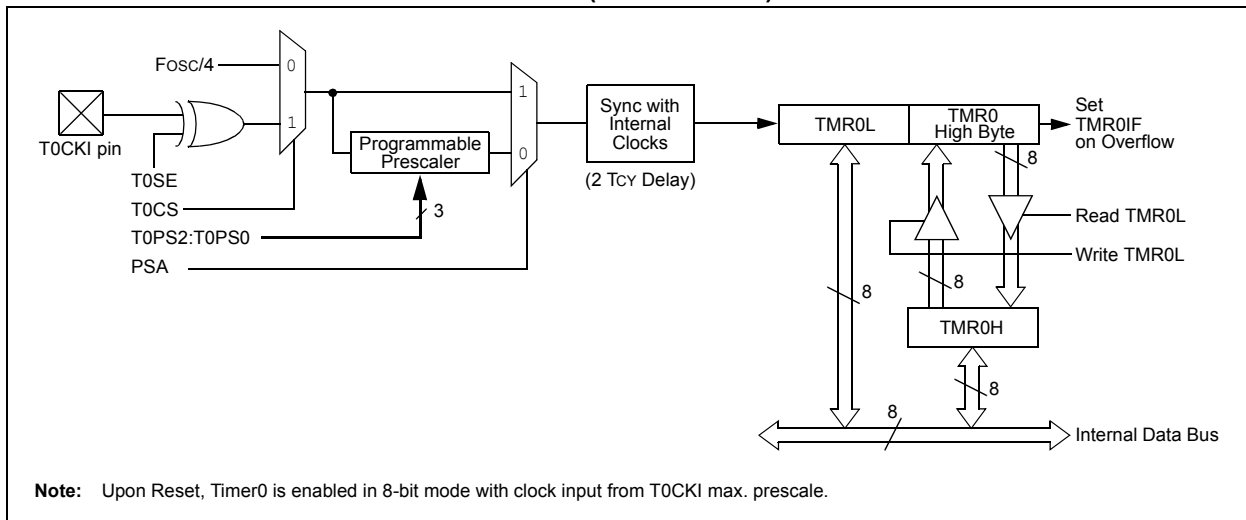 FOSC/4
0
1
T0CKI pin
T0SE
T0CS
T0PS2:T0PS0
PSA
Programmable
Prescaler
3
1
0
Sync with
Internal
Clocks
(2 TCY Delay)
TMR0L
TMR0
High Byte
Set
TMR0IF
on Overflow
8
Read TMR0L
Write TMR0L
8
8
TMR0H
8
8
Internal Data Bus
Note: Upon Reset, Timer0 is enabled in 8-bit mode with clock input from T0CKI max. prescale.